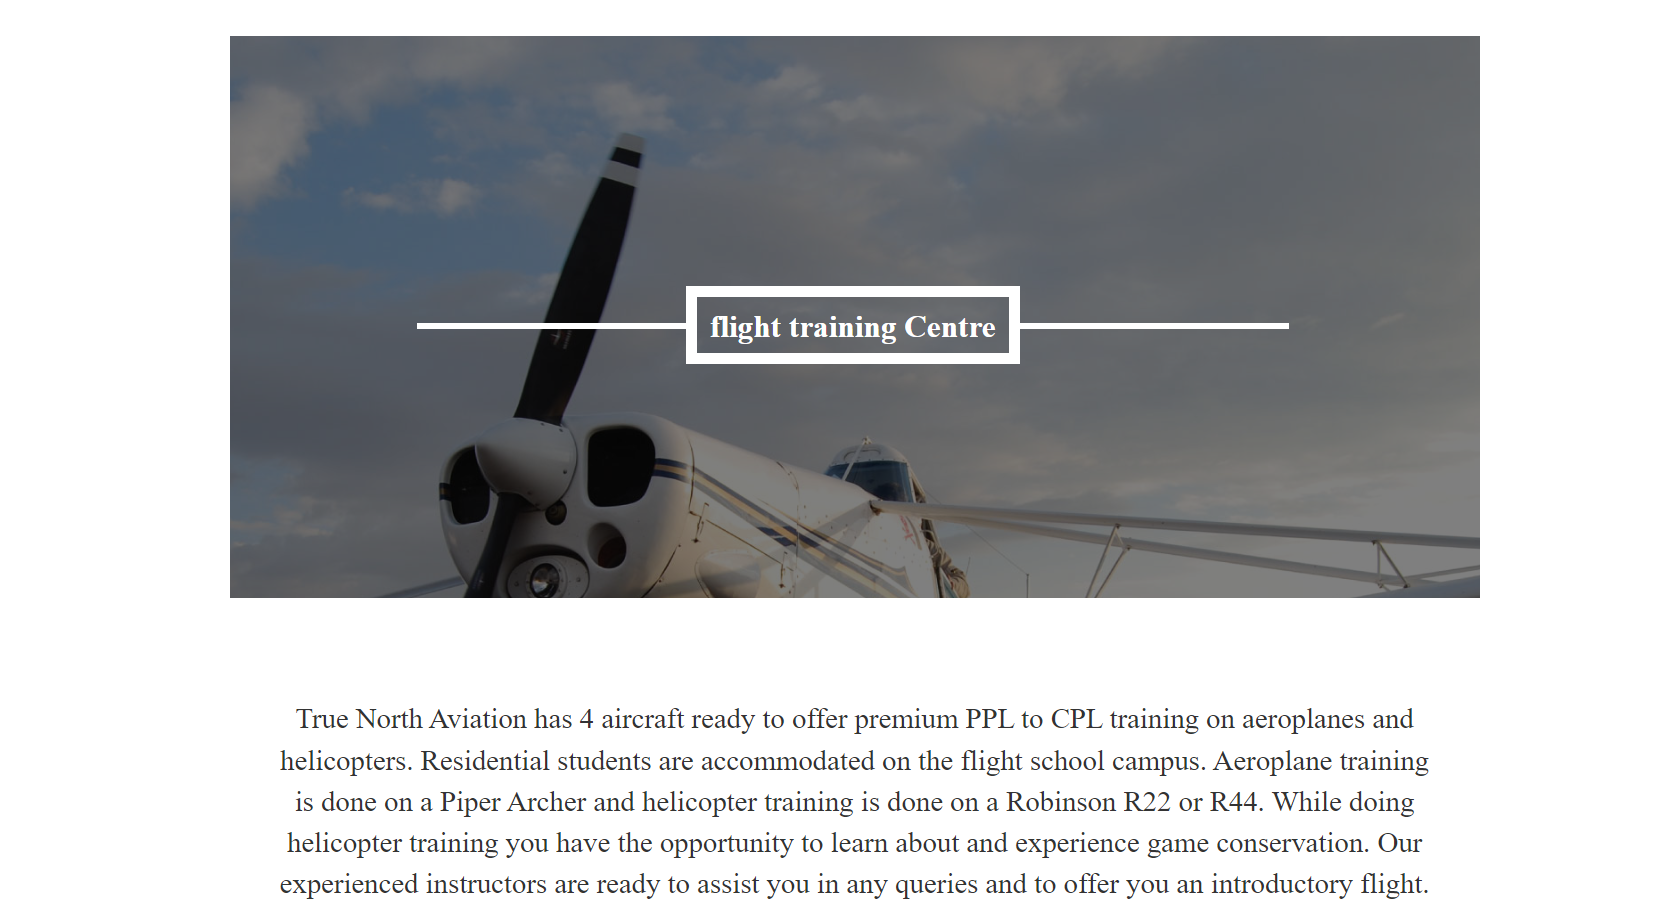 flight training Centre
True North Aviation has 4 aircraft ready to offer premium PPL to CPL training on aeroplanes and
helicopters. Residential students are accommodated on the flight school campus. Aeroplane training
is done on a Piper Archer and helicopter training is done on a Robinson R22 or R44. While doing
helicopter training you have the opportunity to learn about and experience game conservation. Our
experienced instructors are ready to assist you in any queries and to offer you an introductory flight.